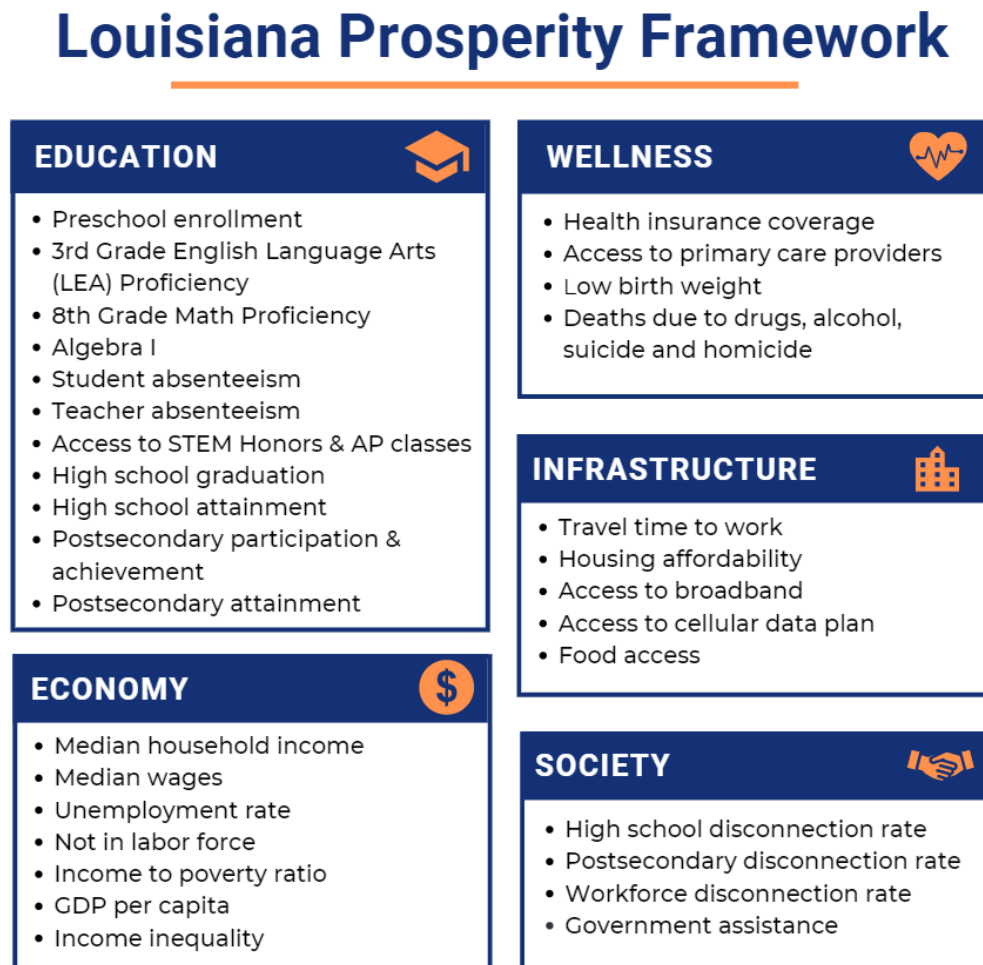 Louisiana Prosperity Framework
EDUCATION
• Preschool enrollment
• 3rd Grade English Language Arts
(LEA) Proficiency
• 8th Grade Math Proficiency
• Algebra I
• Student absenteeism
• Teacher absenteeism
• Access to STEM Honors & AP classes
• High school graduation
• High school attainment
• Postsecondary participation &
achievement
• Postsecondary attainment
ECONOMY
$
• Median household income
• Median wages
• Unemployment rate
• Not in labor force
• Income to poverty ratio
• GDP per capita
• Income inequality
WELLNESS
• Health insurance coverage
• Access to primary care providers
• Low birth weight
• Deaths due to drugs, alcohol,
suicide and homicide
INFRASTRUCTURE
• Travel time to work
• Housing affordability
• Access to broadband
• Access to cellular data plan
• Food access
SOCIETY
• High school disconnection rate
• Postsecondary disconnection rate
• Workforce disconnection rate
• Government assistance